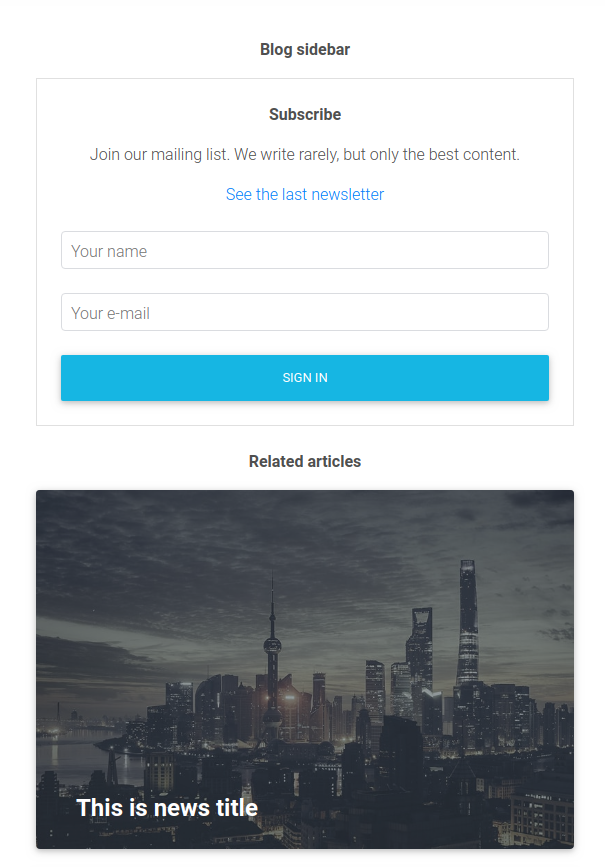 Blog sidebar
Subscribe
Join our mailing list. We write rarely, but only the best content.
See the last newsletter
Your name
Your e-mail
SIGN IN
Related articles
This is news title